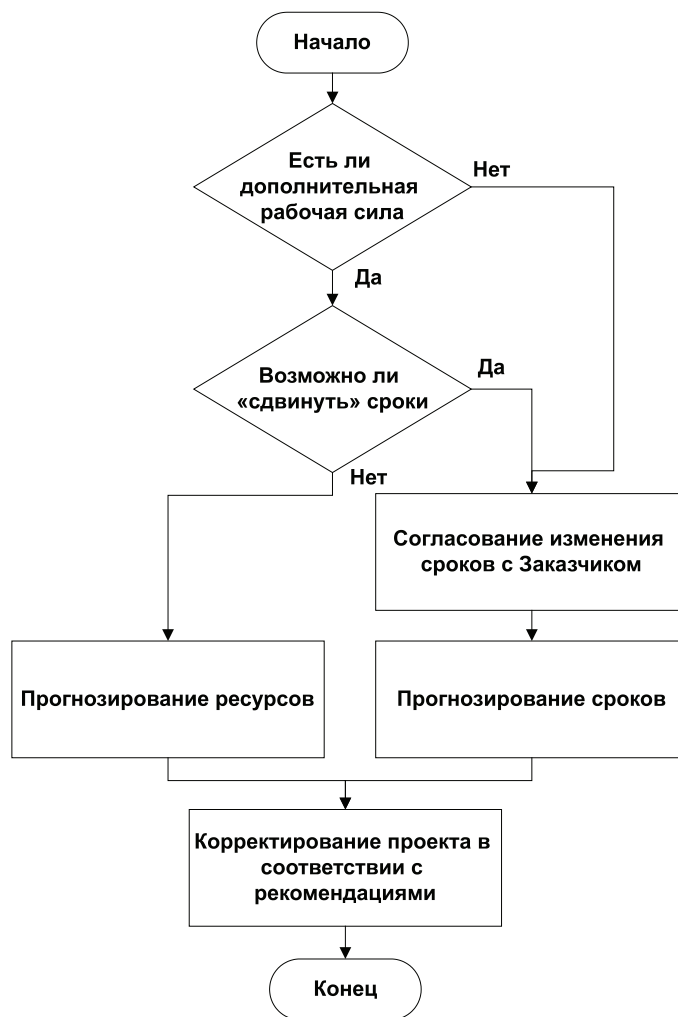 Начало
Есть ли
дополнительная
рабочая сила
Нет
Да
Возможно ли
«сдвинуть» сроки
Да
Нет
Согласование изменения
сроков с Заказчиком
Прогнозирование ресурсов
Прогнозирование сроков
Корректирование проекта в
соответствии с
рекомендациями
Конец